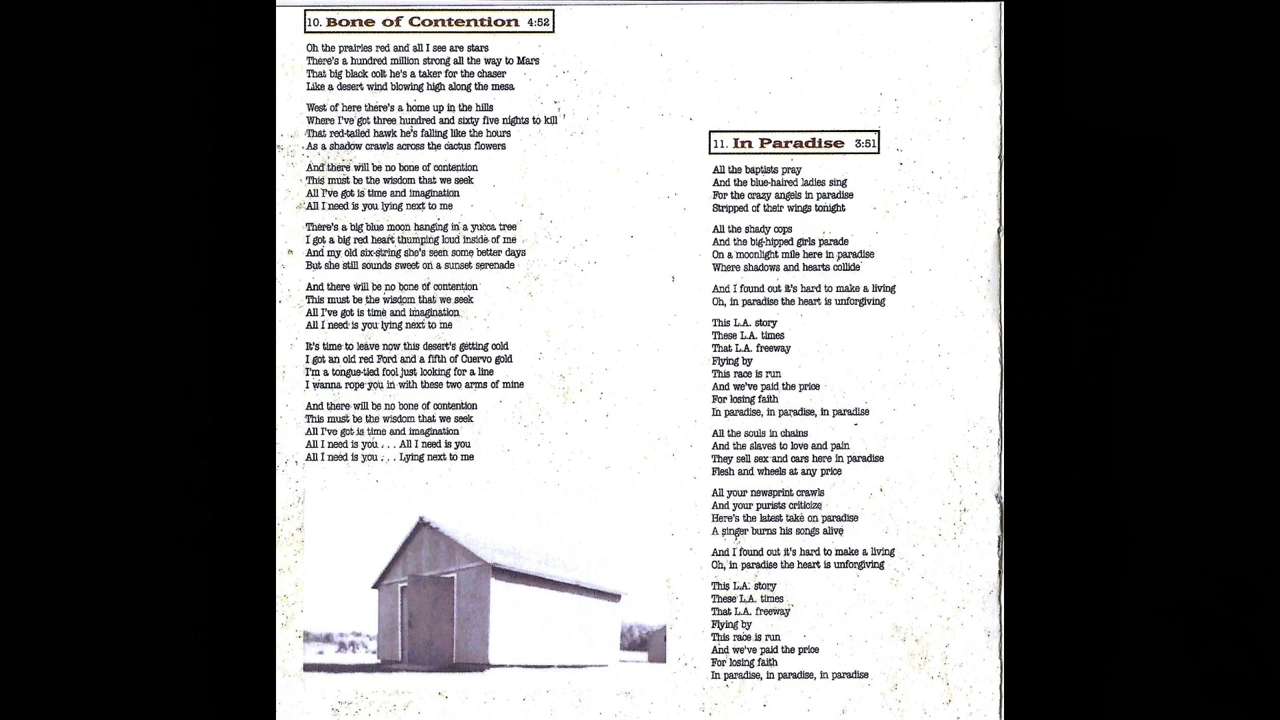 10. Bone of Contention 4:52
Oh the prairies red and all I see are stars
There's a hundred million strong all the way to Mars
That big black colt he's a taker for the chaser
Like a desert wind blowing high along the mesa
West of here there's a home up in the hills
Where I've got three hundred and sixty five nights to kill
That red-tailed hawk he's falling like the hours
As a shadow crawls across the cactus flowers
And there will be no bone of contention
This must be the wisdom that we seek
All I've got is time and imagination
All I need is you lying next to me
There's a big blue moon hanging in a yucca tree
I got a big red heart thumping loud inside of me
And my old six-string she's seen some better days
But she still sounds sweet on a sunset serenade
And there will be no bone of contention
This must be the wisdom that we seek
All I've got is time and imagination
All I need is you lying next to me
It's time to leave now this desert's getting cold
I got an old red Ford and a fifth of Cuervo gold
I'm a tongue-tied fool just looking for a line
I wanna rope you in with these two arms of mine
And there will be no bone of contention
This must be the wisdom that we seek
All I've got is time and imagination
All I need is you . . . All I need is you
All I need is you . . . Lying next to me
11. In Paradise 3:51
All the baptists pray
And the blue-haired ladies sing
For the crazy angels in paradise
Stripped of their wings tonight
All the shady cops
And the big-hipped girls parade
On a moonlight mile here in paradise
Where shadows and hearts collide
And I found out it's hard to make a living
Oh, in paradise the heart is unforgiving
This L.A. story
These L.A. times
That L.A. freeway
Flying by
This race is run
And we've paid the price
For losing faith
In paradise, in paradise, in paradise
All the souls in chains
And the slaves to love and pain
They sell sex and cars here in paradise
Flesh and wheels at any price
All your newsprint crawls
And your purists criticize
Here's the latest take on paradise
A singer burns his songs alive
And I found out it's hard to make a living
Oh, in paradise the heart is unforgiving
This L.A. story
These L.A. times
That L.A. freeway
Flying by
This race is run
And we've paid the price
For losing faith
In paradise, in paradise, in paradise